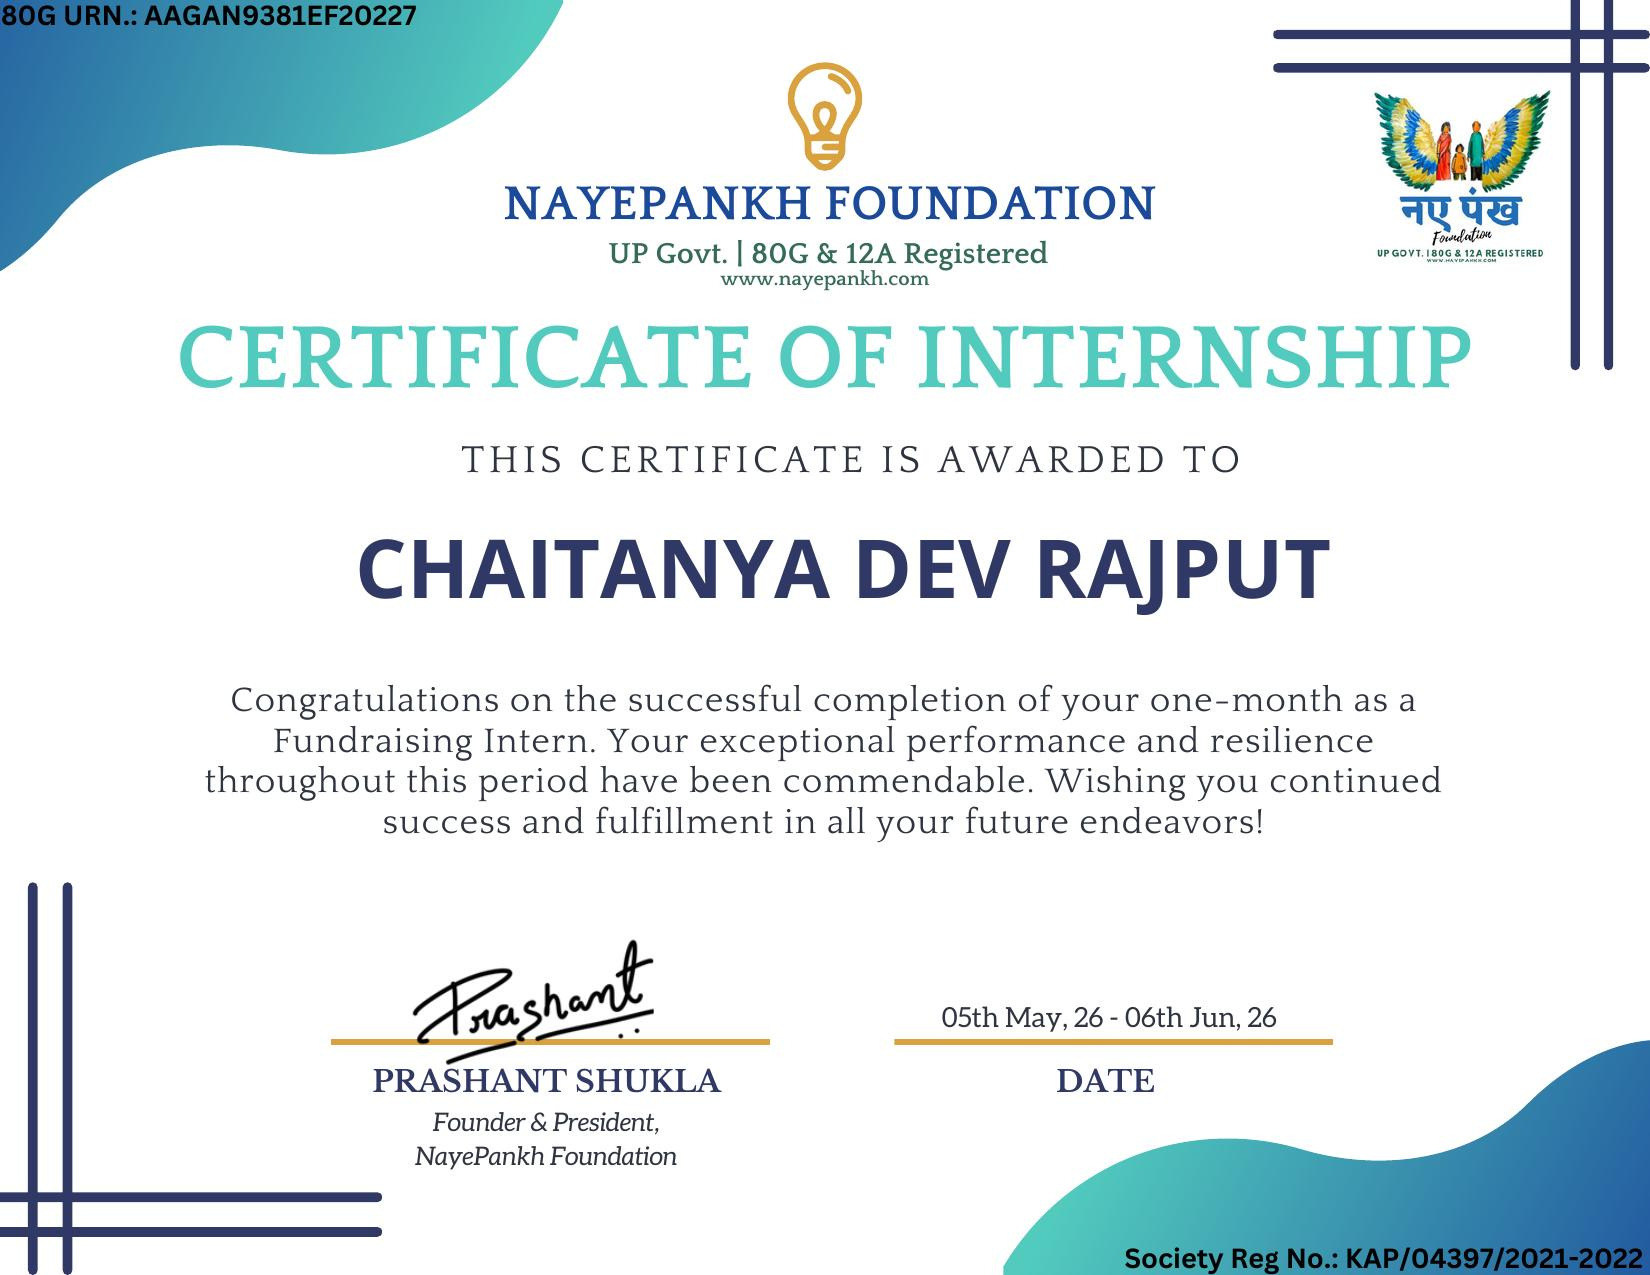 80G URN.: AAGAN9381EF20227
NAYEPANKH FOUNDATION
UP Govt. | 80G & 12A Registered
www.nayepankh.com
नए पंख
Foundation
UP GOVT. | 80G & 12A REGISTERED
WWW.NAYEPANKH.COM
CERTIFICATE OF INTERNSHIP
THIS CERTIFICATE IS AWARDED TO
CHAITANYA DEV RAJPUT
Congratulations on the successful completion of your one-month as a
Fundraising Intern. Your exceptional performance and resilience
throughout this period have been commendable. Wishing you continued
success and fulfillment in all your future endeavors!
Prashant
05th May, 26 - 06th Jun, 26
PRASHANT SHUKLA
DATE
Founder & President,
NayePankh Foundation
Society Reg No.: KAP/04397/2021-2022